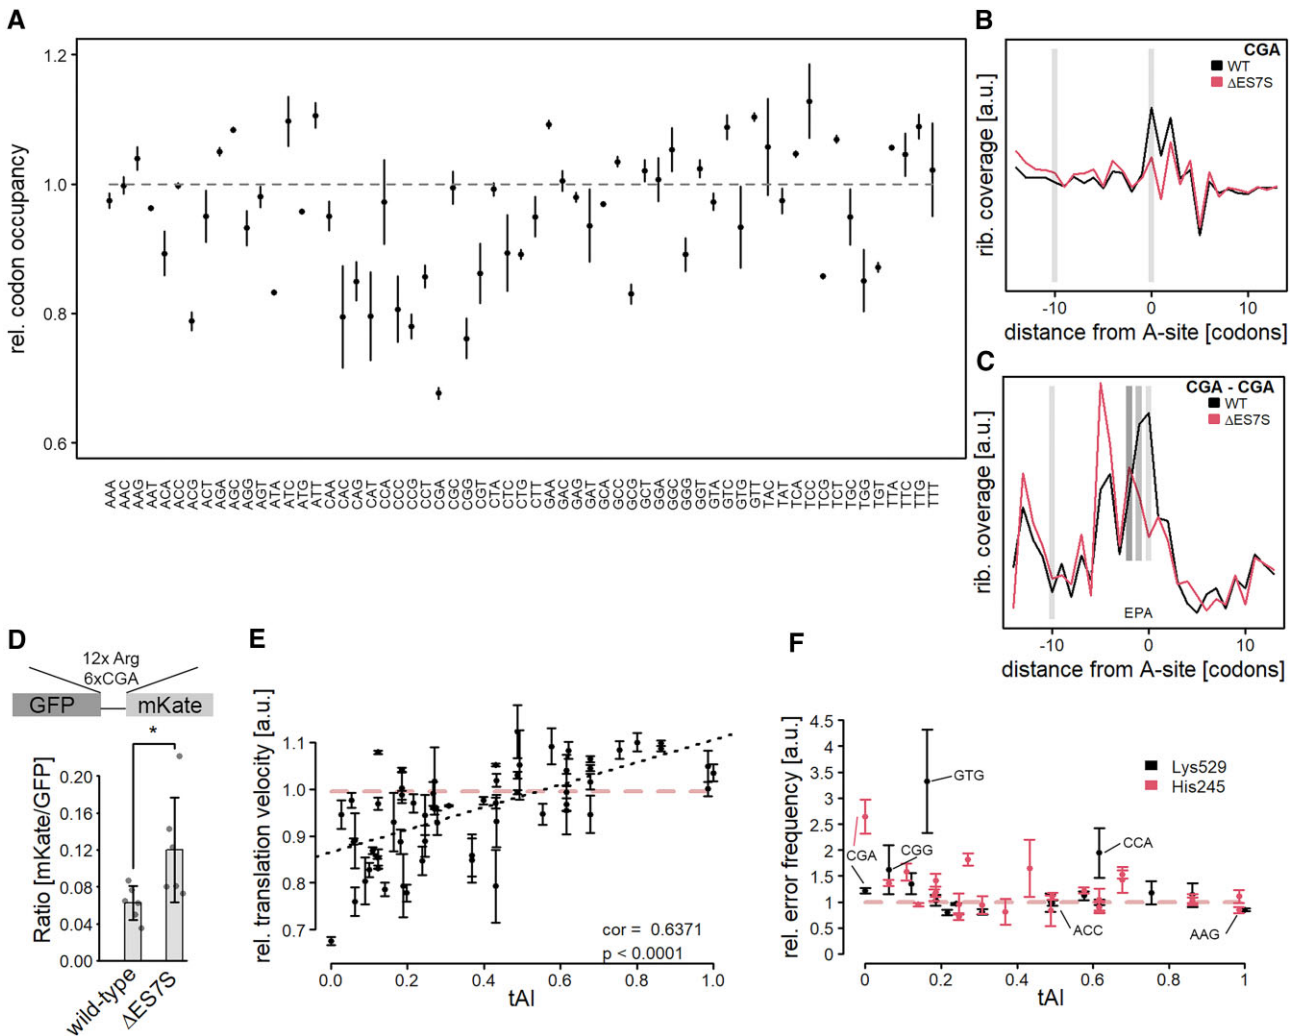 A
rel. codon occupancy
1.2
1.0
0.8
0.6
AAA
AAC
AAG
AAT
ACA
ACC
ACG
ACT
AGA
AGC
AGG
AGT
ATA
ATC
ATG
ATT
CAA
CAC
CAG
CAT
CCA
CCC
CCG
CCT
CGA
CGC
CGG
CGT
CTA
CTC
CTG
CTT
GAA
GAC
GAG
GAT
GCA
GCC
GCG
GCT
GGA
GGC
GGG
GGT
GTA
GTC
GTG
GTT
TAC
TAT
TCA
TCC
TCG
TCT
TGC
TGG
TGT
TTA
TTC
TTG
TTT
B
CGA
WT
ΔES7S
rib. coverage [a.u.]
-10 0 10
distance from A-site [codons]
C
CGA - CGA
WT
ΔES7S
rib. coverage [a.u.]
EPA
-10 0 10
distance from A-site [codons]
D
12x Arg
6xCGA
GFP mKate
*
Ratio [mKate/GFP]
0.20
0.16
0.12
0.08
0.04
0.00
wild-type
ΔES7S
E
rel. translation velocity [a.u.]
1.1
1.0
0.9
0.8
0.7
cor = 0.6371
p < 0.0001
0.0 0.2 0.4 0.6 0.8 1.0
tAI
F
rel. error frequency [a.u.]
4.5
4
3.5
3
2.5
2
1.5
1
0.5
0
Lys529
His245
GTG
CGA
CGG
CCA
ACC
AAG
0 0.2 0.4 0.6 0.8 1
tAI